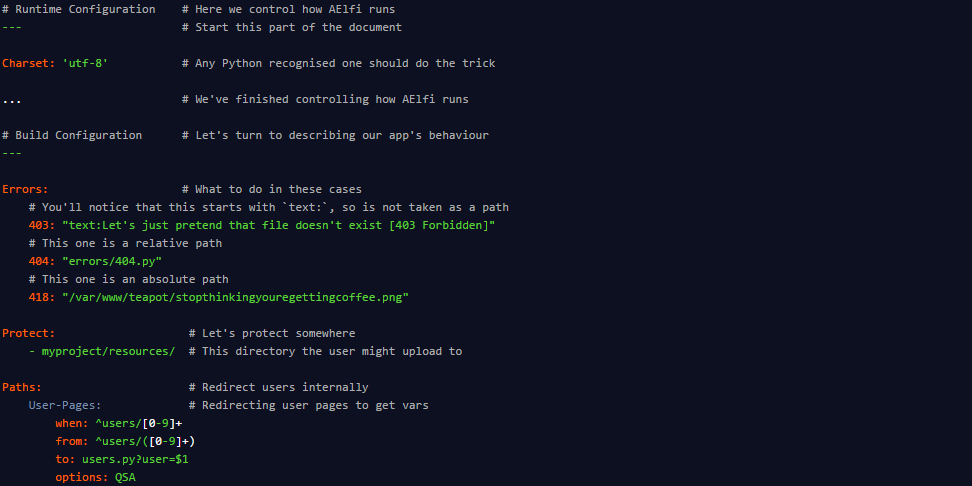 # Runtime Configuration    # Here we control how AElfi runs
---                        # Start this part of the document
Charset: 'utf-8'           # Any Python recognised one should do the trick
...                        # We've finished controlling how AElfi runs
# Build Configuration      # Let's turn to describing our app's behaviour
---
Errors:                    # What to do in these cases
    # You'll notice that this starts with `text:`, so is not taken as a path
    403: "text:Let's just pretend that file doesn't exist [403 Forbidden]"
    # This one is a relative path
    404: "errors/404.py"
    # This one is an absolute path
    418: "/var/www/teapot/stopthinkingyouregettingcoffee.png"
Protect:                    # Let's protect somewhere
    - myproject/resources/  # This directory the user might upload to
Paths:                      # Redirect users internally
    User-Pages:             # Redirecting user pages to get vars
        when: ^users/[0-9]+
        from: ^users/([0-9]+)
        to: users.py?user=$1
        options: QSA